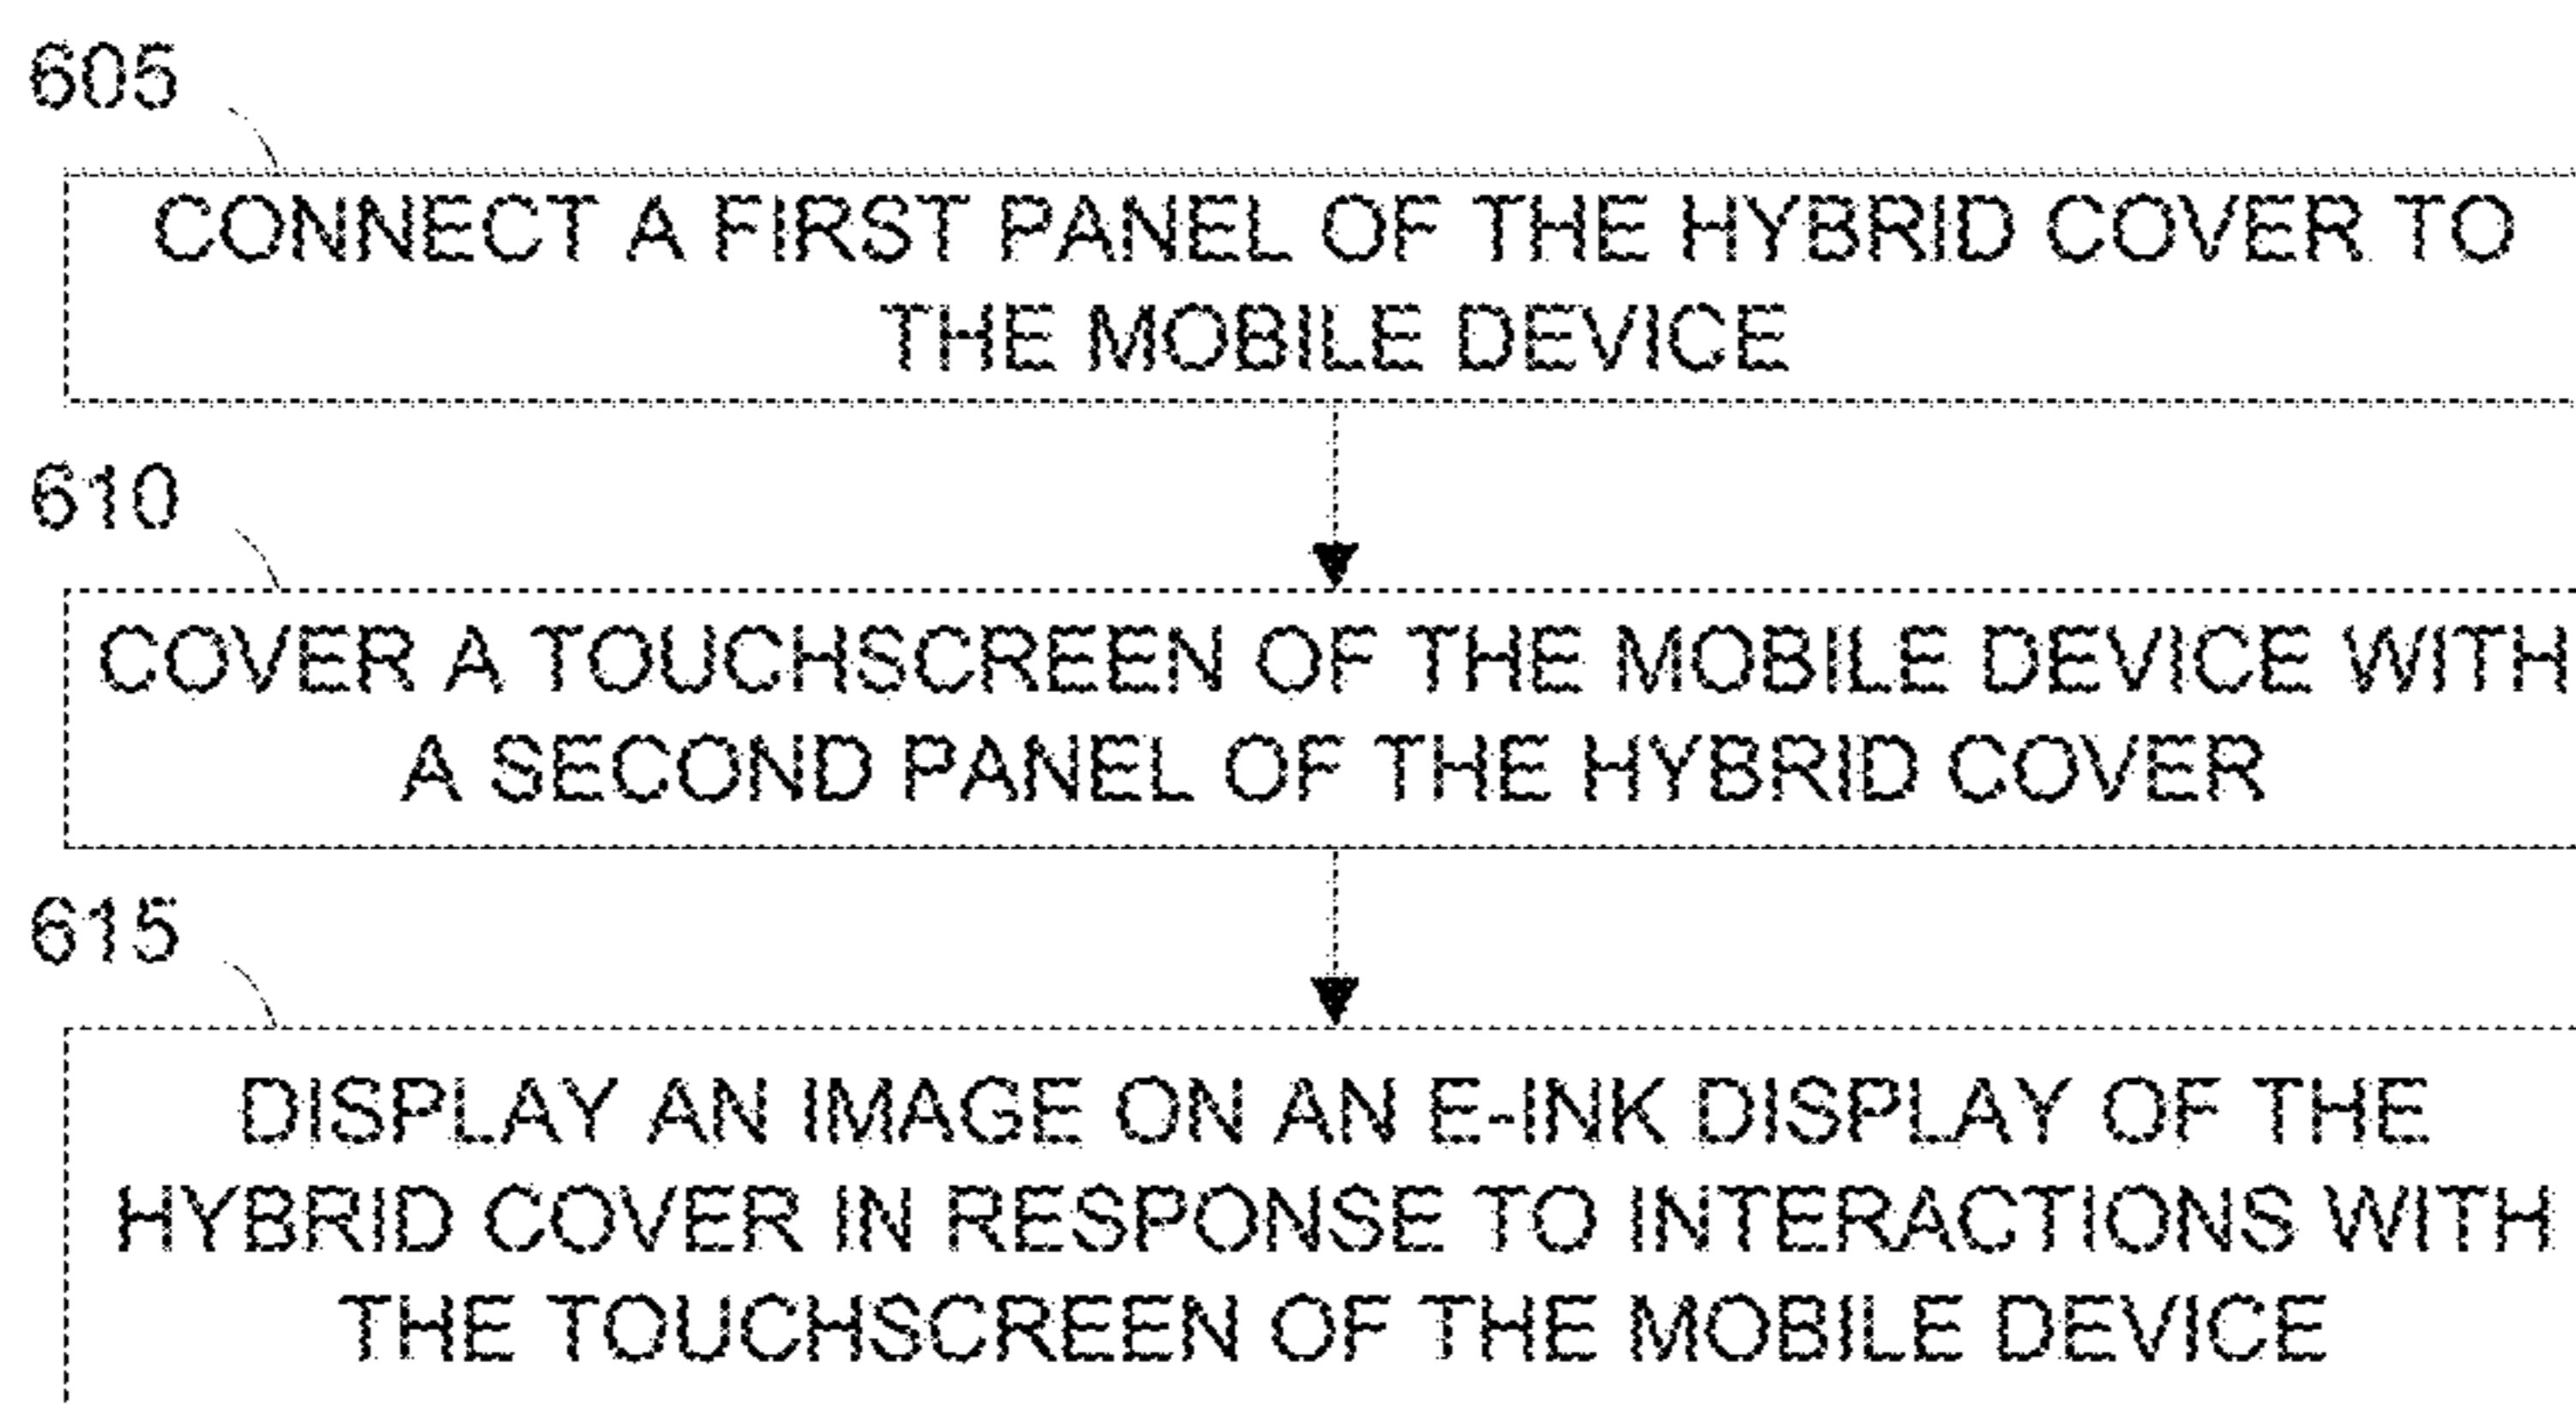 605
CONNECT A FIRST PANEL OF THE HYBRID COVER TO
THE MOBILE DEVICE
610
COVER A TOUCHSCREEN OF THE MOBILE DEVICE WITH
A SECOND PANEL OF THE HYBRID COVER
615
DISPLAY AN IMAGE ON AN E-INK DISPLAY OF THE
HYBRID COVER IN RESPONSE TO INTERACTIONS WITH
THE TOUCHSCREEN OF THE MOBILE DEVICE